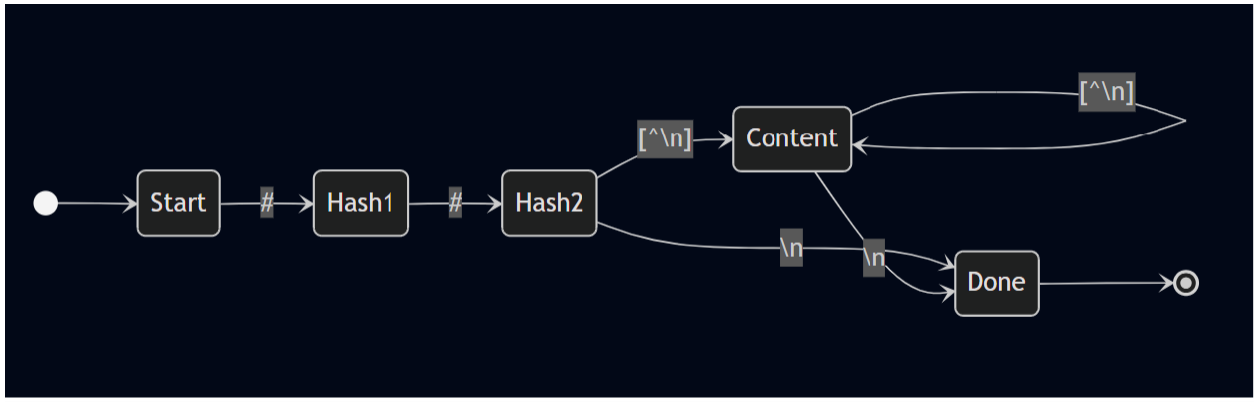 Start
#
Hash1
#
Hash2
[^\n]
Content
[^\n]
\n
\n
Done